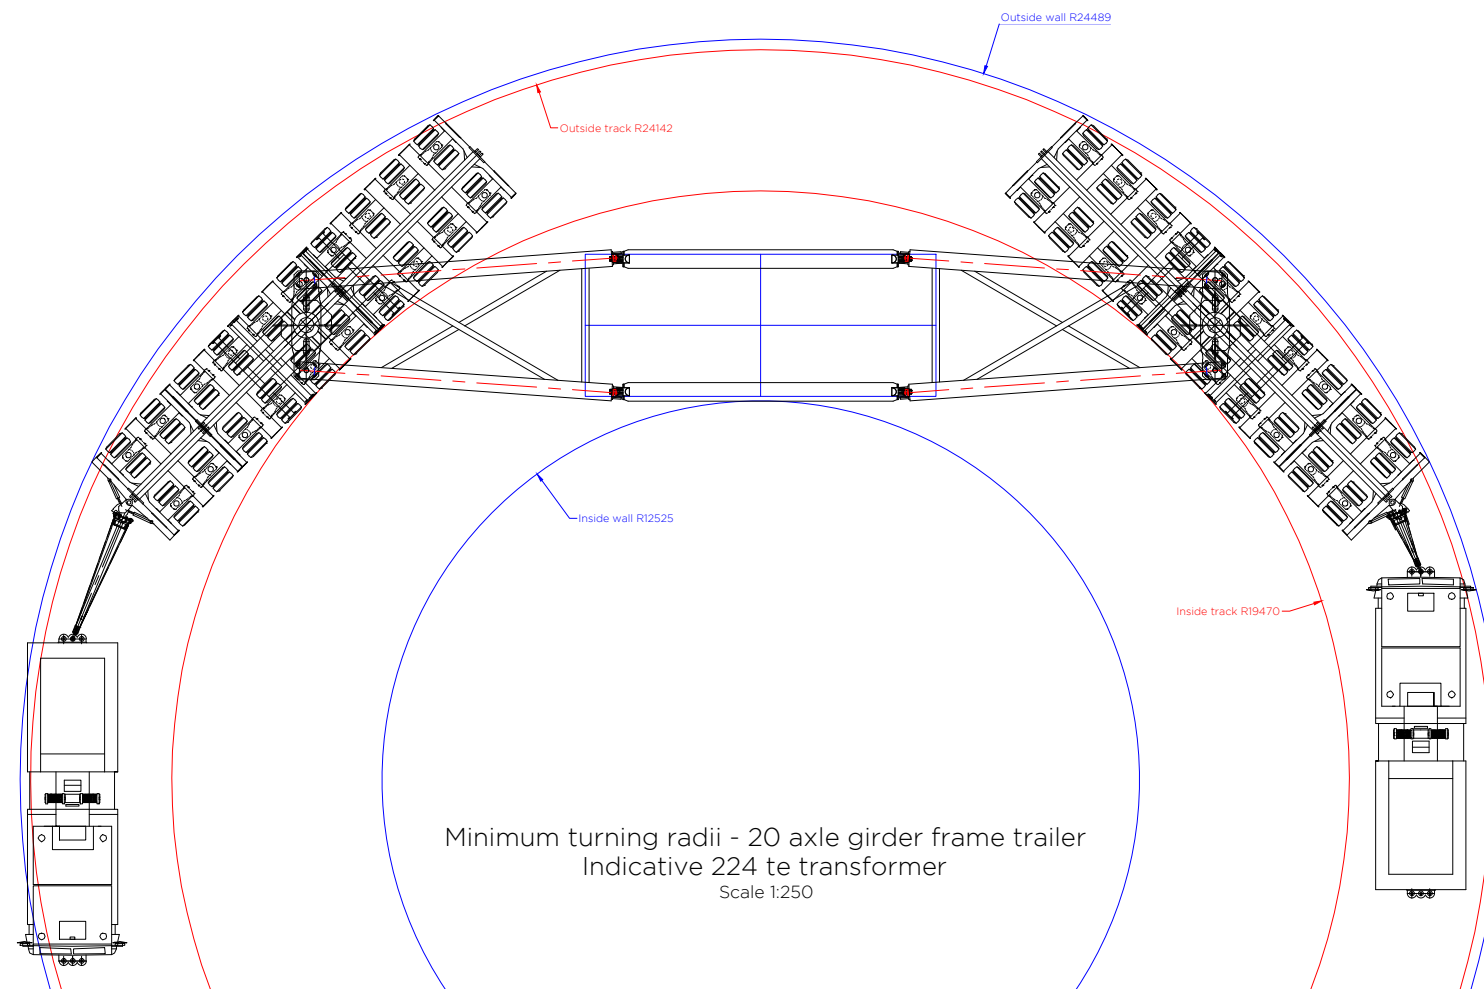 Outside wall R24489
Outside track R24142
Inside wall R12525
Inside track R19470
Minimum turning radii - 20 axle girder frame trailer
Indicative 224 te transformer
Scale 1:250